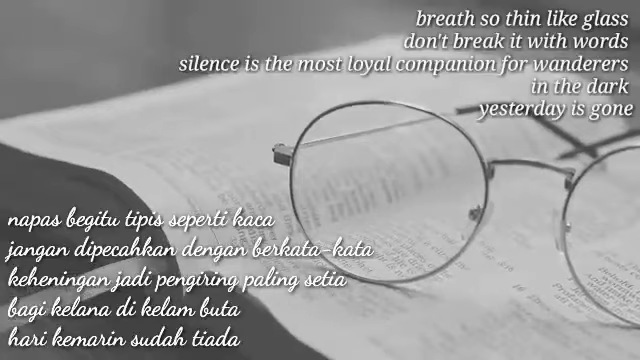 breath so thin like glass
don't break it with words
silence is the most loyal companion for wanderers
in the dark
yesterday is gone
napas begitu tipis seperti kaca
jangan dipecahkan dengan berkata-kata
keheningan jadi pengiring paling setia
bagi kelana di kelam buta
hari kemarin sudah tiada